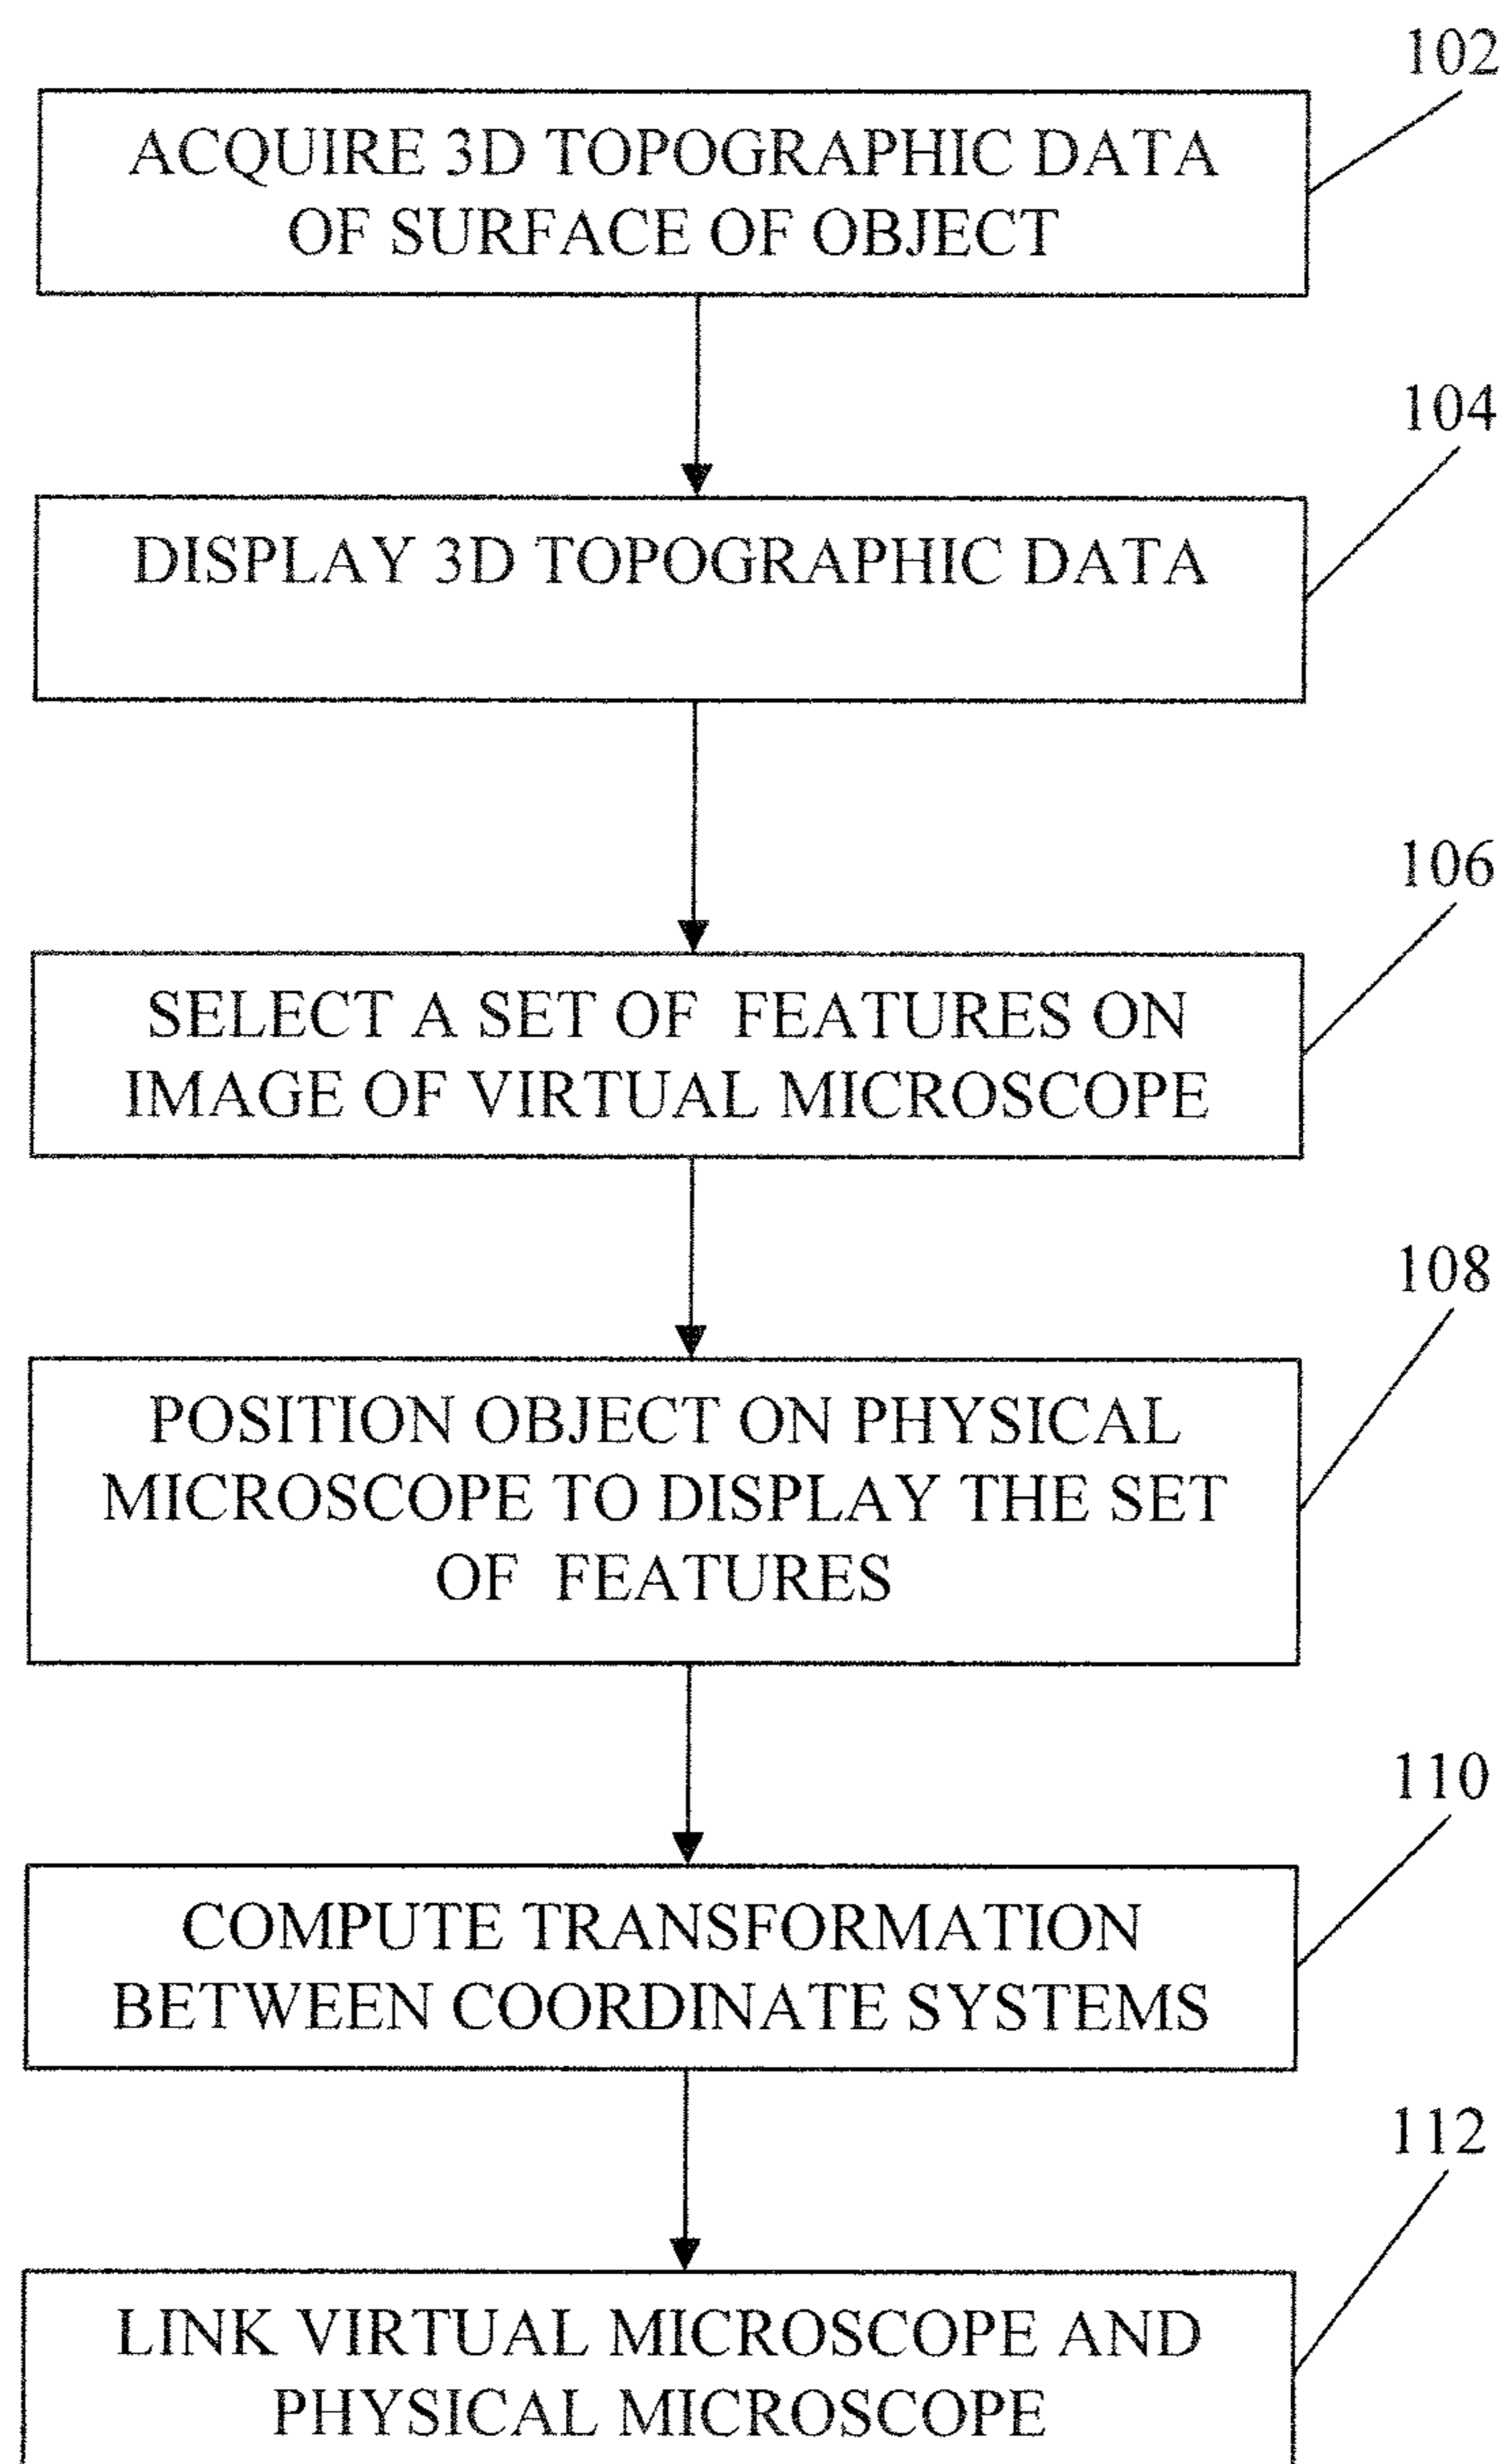 102
ACQUIRE 3D TOPOGRAPHIC DATA
OF SURFACE OF OBJECT
104
DISPLAY 3D TOPOGRAPHIC DATA
106
SELECT A SET OF FEATURES ON
IMAGE OF VIRTUAL MICROSCOPE
108
POSITION OBJECT ON PHYSICAL
MICROSCOPE TO DISPLAY THE SET
OF FEATURES
110
COMPUTE TRANSFORMATION
BETWEEN COORDINATE SYSTEMS
112
LINK VIRTUAL MICROSCOPE AND
PHYSICAL MICROSCOPE